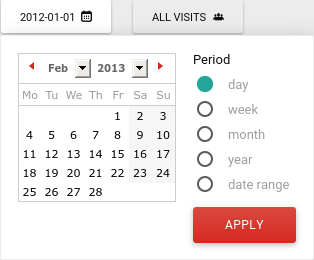 2012-01-01 ALL VISITS
Feb 2013 Period
Mo Tu We Th Fr Sa Su day
1 2 3 week
4 5 6 7 8 9 10 month
11 12 13 14 15 16 17 year
18 19 20 21 22 23 24 date range
25 26 27 28
APPLY